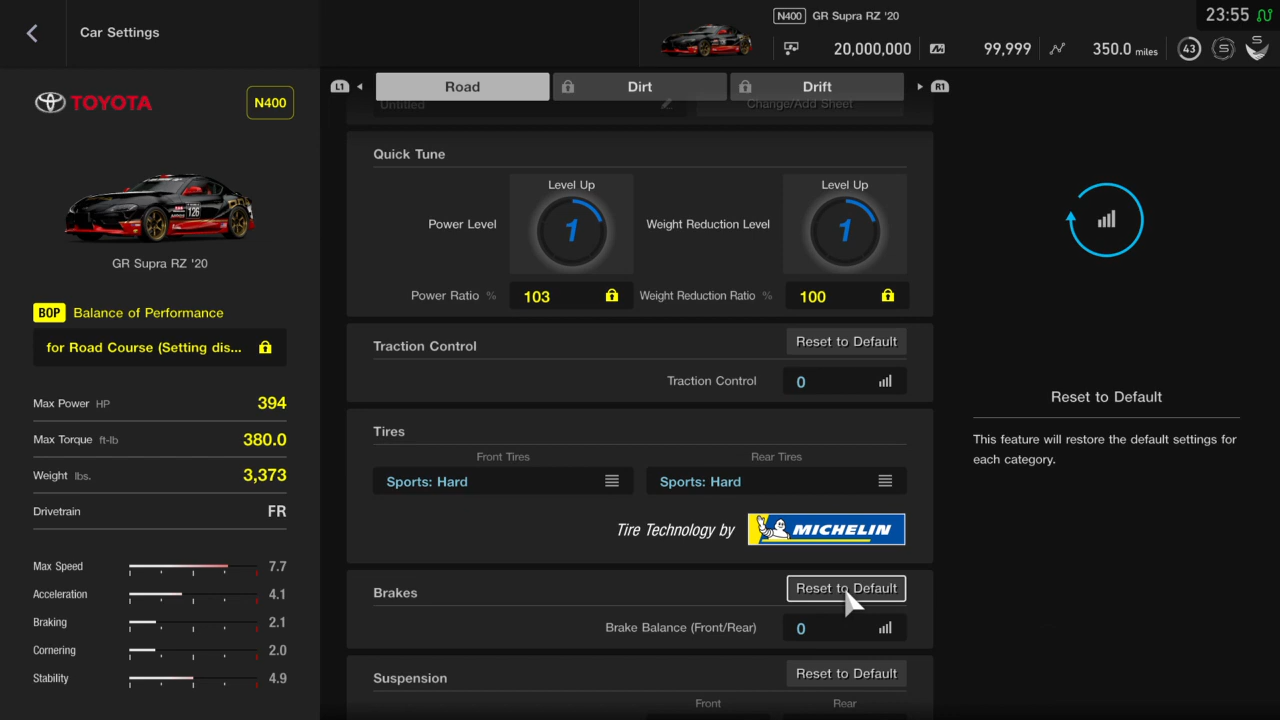 Car Settings
N400 GR Supra RZ '20
20,000,000 99,999 350.0 miles 43 S S
23:55
TOYOTA N400
126
GR Supra RZ '20
BOP Balance of Performance
for Road Course (Setting dis...
Max Power HP 394
Max Torque ft-lb 380.0
Weight lbs. 3,373
Drivetrain FR
Max Speed 7.7
Acceleration 4.1
Braking 2.1
Cornering 2.0
Stability 4.9
L1 Road Dirt Drift R1
Untitled Change/Add Sheet
Quick Tune
Level Up Level Up
Power Level 1 Weight Reduction Level 1
Power Ratio % 103 Weight Reduction Ratio % 100
Traction Control Reset to Default
Traction Control 0
Tires
Front Tires Rear Tires
Sports: Hard Sports: Hard
Tire Technology by MICHELIN
Brakes Reset to Default
Brake Balance (Front/Rear) 0
Suspension Reset to Default
Front Rear
Reset to Default
This feature will restore the default settings for
each category.